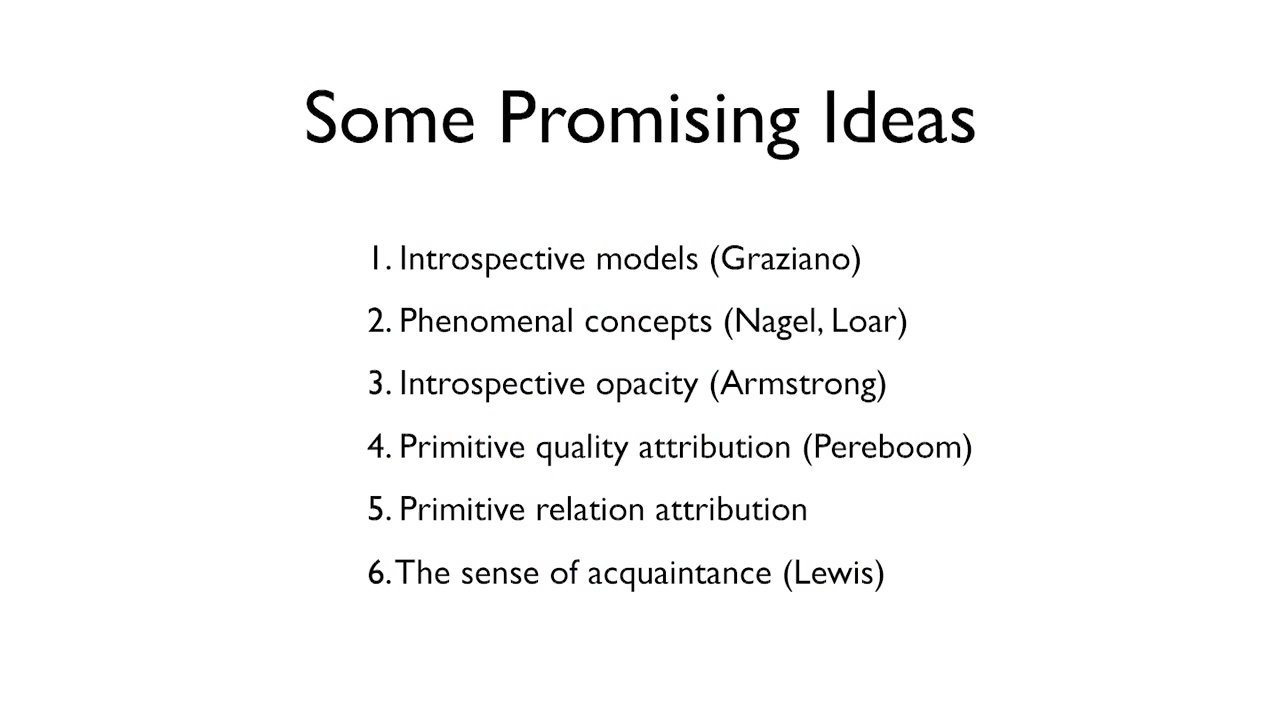 Some Promising Ideas
1. Introspective models (Graziano)
2. Phenomenal concepts (Nagel, Loar)
3. Introspective opacity (Armstrong)
4. Primitive quality attribution (Pereboom)
5. Primitive relation attribution
6. The sense of acquaintance (Lewis)